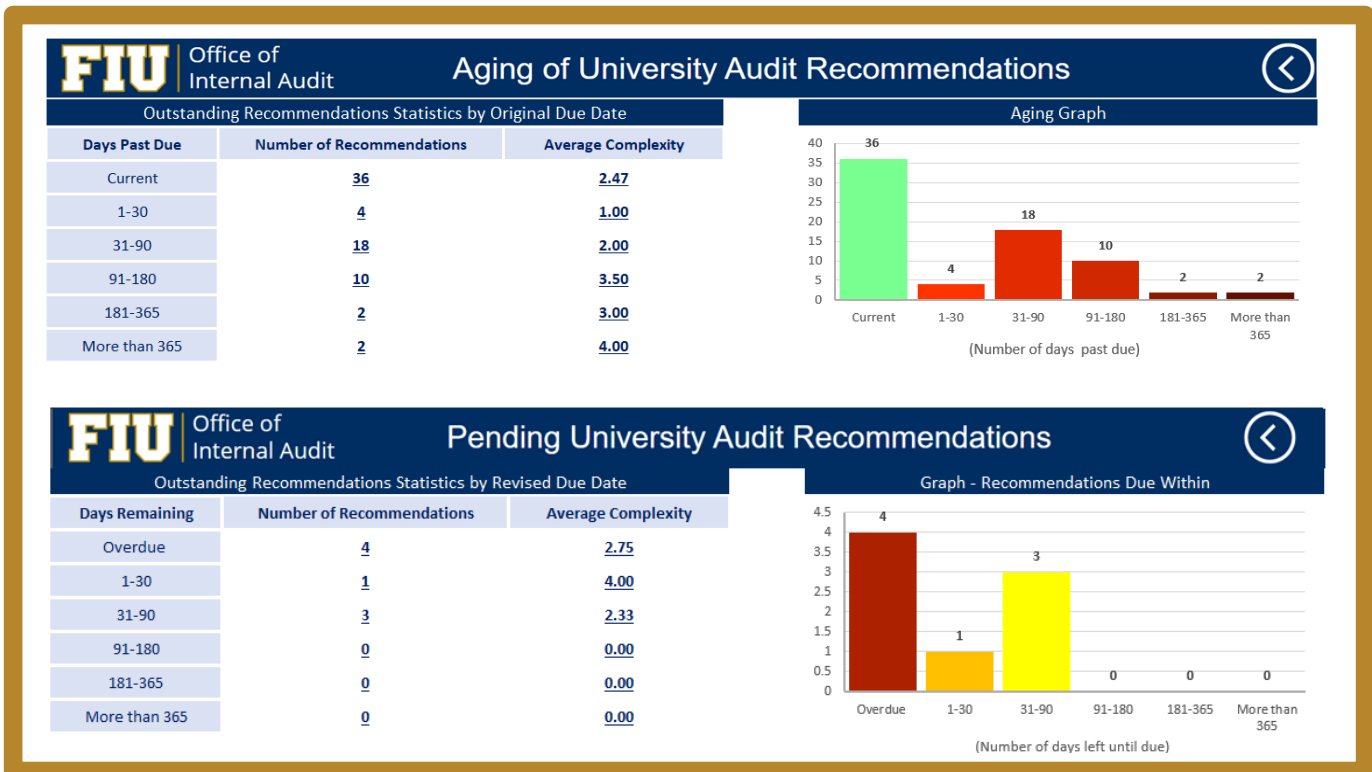 FIU Office of
Internal Audit
Aging of University Audit Recommendations
Outstanding Recommendations Statistics by Original Due Date
Days Past Due Number of Recommendations Average Complexity
Current 36 2.47
1-30 4 1.00
31-90 18 2.00
91-180 10 3.50
181-365 2 3.00
More than 365 2 4.00
Aging Graph
40
35
30
25
20
15
10
5
0
36
4
18
10
2
2
Current 1-30 31-90 91-180 181-365 More than
365
(Number of days past due)
FIU Office of
Internal Audit
Pending University Audit Recommendations
Outstanding Recommendations Statistics by Revised Due Date
Days Remaining Number of Recommendations Average Complexity
Overdue 4 2.75
1-30 1 4.00
31-90 3 2.33
91-180 0 0.00
181-365 0 0.00
More than 365 0 0.00
Graph - Recommendations Due Within
4.5
4
3.5
3
2.5
2
1.5
1
0.5
0
4
1
3
0
0
0
Overdue 1-30 31-90 91-180 181-365 More than
365
(Number of days left until due)